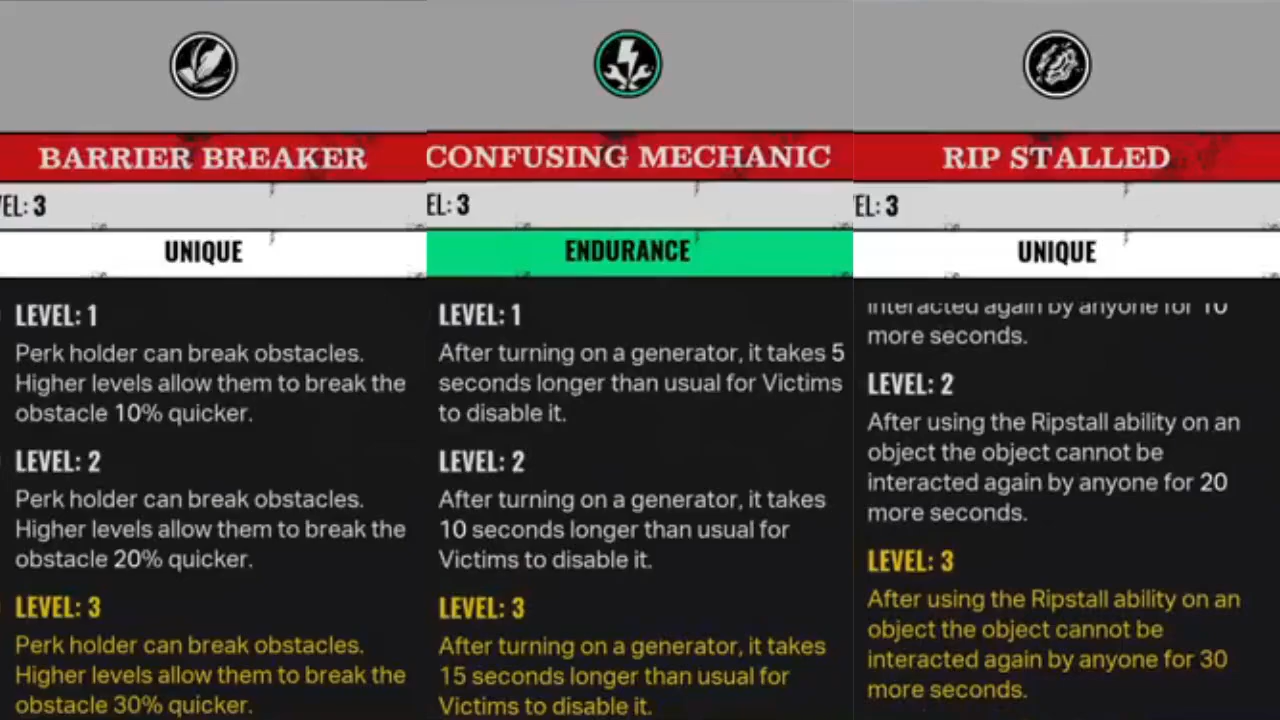 BARRIER BREAKER
EL: 3
UNIQUE
LEVEL: 1
Perk holder can break obstacles.
Higher levels allow them to break the
obstacle 10% quicker.
LEVEL: 2
Perk holder can break obstacles.
Higher levels allow them to break the
obstacle 20% quicker.
LEVEL: 3
Perk holder can break obstacles.
Higher levels allow them to break the
obstacle 30% quicker.
CONFUSING MECHANIC
EL: 3
ENDURANCE
LEVEL: 1
After turning on a generator, it takes 5
seconds longer than usual for Victims
to disable it.
LEVEL: 2
After turning on a generator, it takes
10 seconds longer than usual for
Victims to disable it.
LEVEL: 3
After turning on a generator, it takes
15 seconds longer than usual for
Victims to disable it.
RIP STALLED
EL: 3
UNIQUE
interacted again by anyone for 10
more seconds.
LEVEL: 2
After using the Ripstall ability on an
object the object cannot be
interacted again by anyone for 20
more seconds.
LEVEL: 3
After using the Ripstall ability on an
object the object cannot be
interacted again by anyone for 30
more seconds.